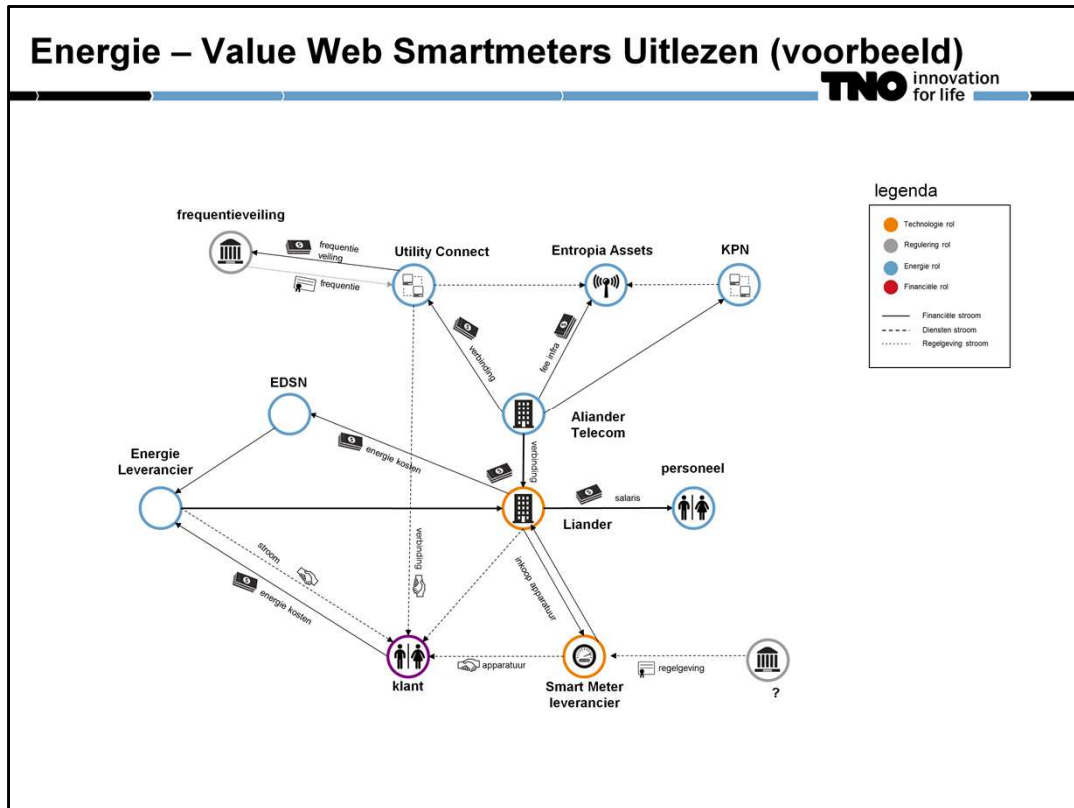 Energie – Value Web Smartmeters Uitlezen (voorbeeld)
TNO innovation
for life
legenda
Technologie rol
Regulering rol
Energie rol
Financiële rol
Financiële stroom
Diensten stroom
Regelgeving stroom
frequentieveiling
frequentie
veiling
frequentie
Utility Connect
Entropia Assets
KPN
verbinding
fee infra
EDSN
Aliander
Telecom
energie kosten
verbinding
Energie
Leverancier
personeel
salaris
Liander
stroom
verbinding
inkoop apparatuur
energie kosten
apparatuur
regelgeving
klant
Smart Meter
leverancier
?